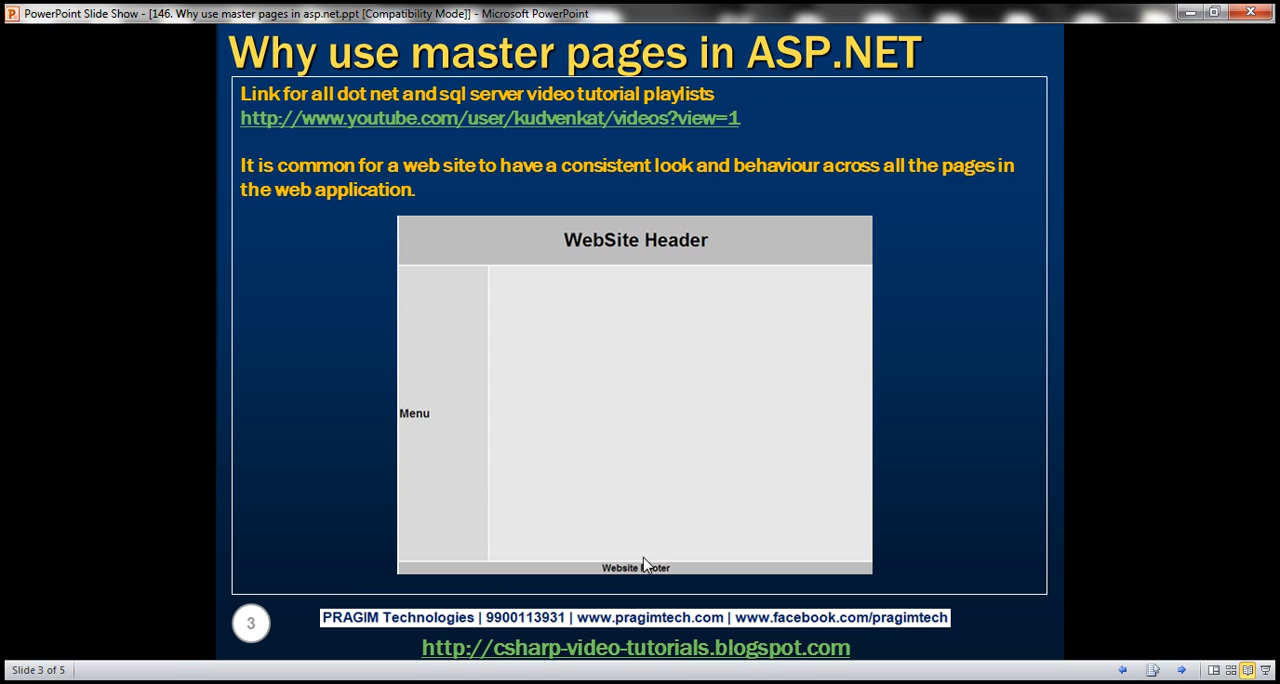 PowerPoint Slide Show - [146. Why use master pages in asp.net.ppt [Compatibility Mode]] - Microsoft PowerPoint
Why use master pages in ASP.NET
Link for all dot net and sql server video tutorial playlists
http://www.youtube.com/user/kudvenkat/videos?view=1
It is common for a web site to have a consistent look and behaviour across all the pages in
the web application.
WebSite Header
Menu
Website Footer
3
PRAGIM Technologies | 9900113931 | www.pragimtech.com | www.facebook.com/pragimtech
http://csharp-video-tutorials.blogspot.com
Slide 3 of 5